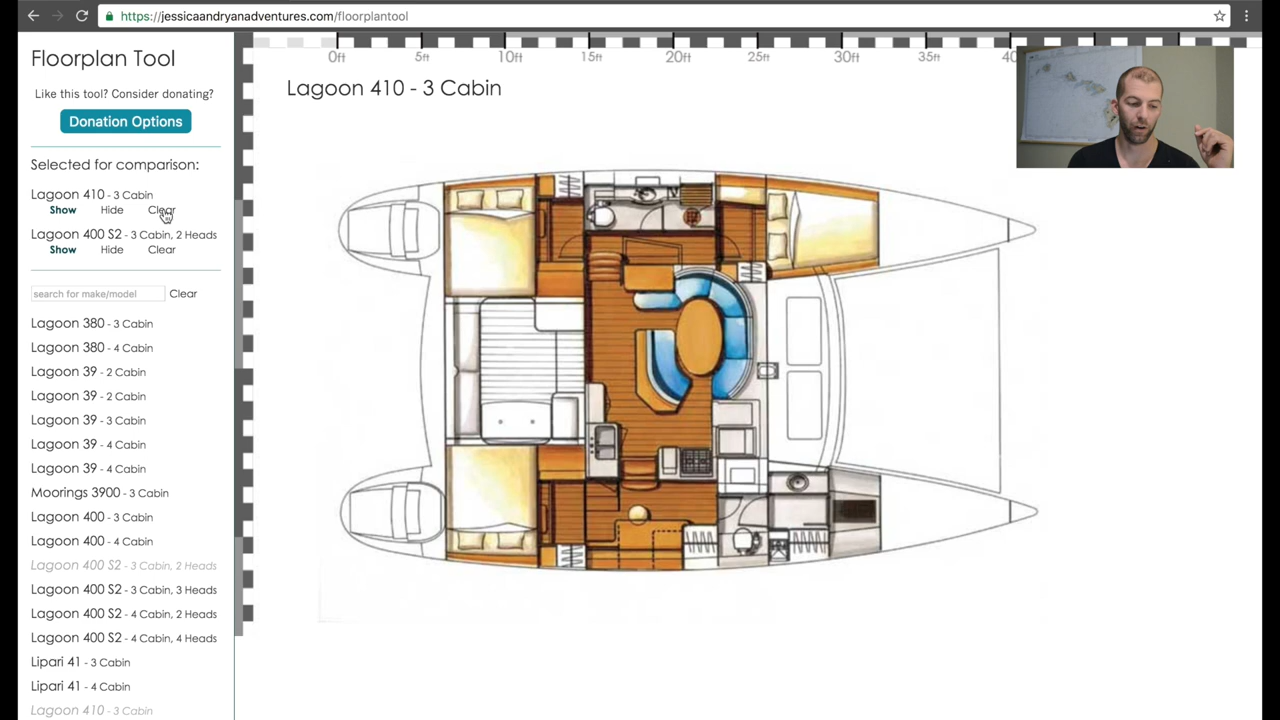 https://jessicaandryanadventures.com/floorplantool
Floorplan Tool
Like this tool? Consider donating?
Donation Options
Selected for comparison:
Lagoon 410 - 3 Cabin
Show Hide Clear
Lagoon 400 S2 - 3 Cabin, 2 Heads
Show Hide Clear
search for make/model Clear
Lagoon 380 - 3 Cabin
Lagoon 380 - 4 Cabin
Lagoon 39 - 2 Cabin
Lagoon 39 - 2 Cabin
Lagoon 39 - 3 Cabin
Lagoon 39 - 4 Cabin
Lagoon 39 - 4 Cabin
Moorings 3900 - 3 Cabin
Lagoon 400 - 3 Cabin
Lagoon 400 - 4 Cabin
Lagoon 400 S2 - 3 Cabin, 2 Heads
Lagoon 400 S2 - 3 Cabin, 3 Heads
Lagoon 400 S2 - 4 Cabin, 2 Heads
Lagoon 400 S2 - 4 Cabin, 4 Heads
Lipari 41 - 3 Cabin
Lipari 41 - 4 Cabin
Lagoon 410 - 3 Cabin
0ft 5ft 10ft 15ft 20ft 25ft 30ft 35ft 40
Lagoon 410 - 3 Cabin